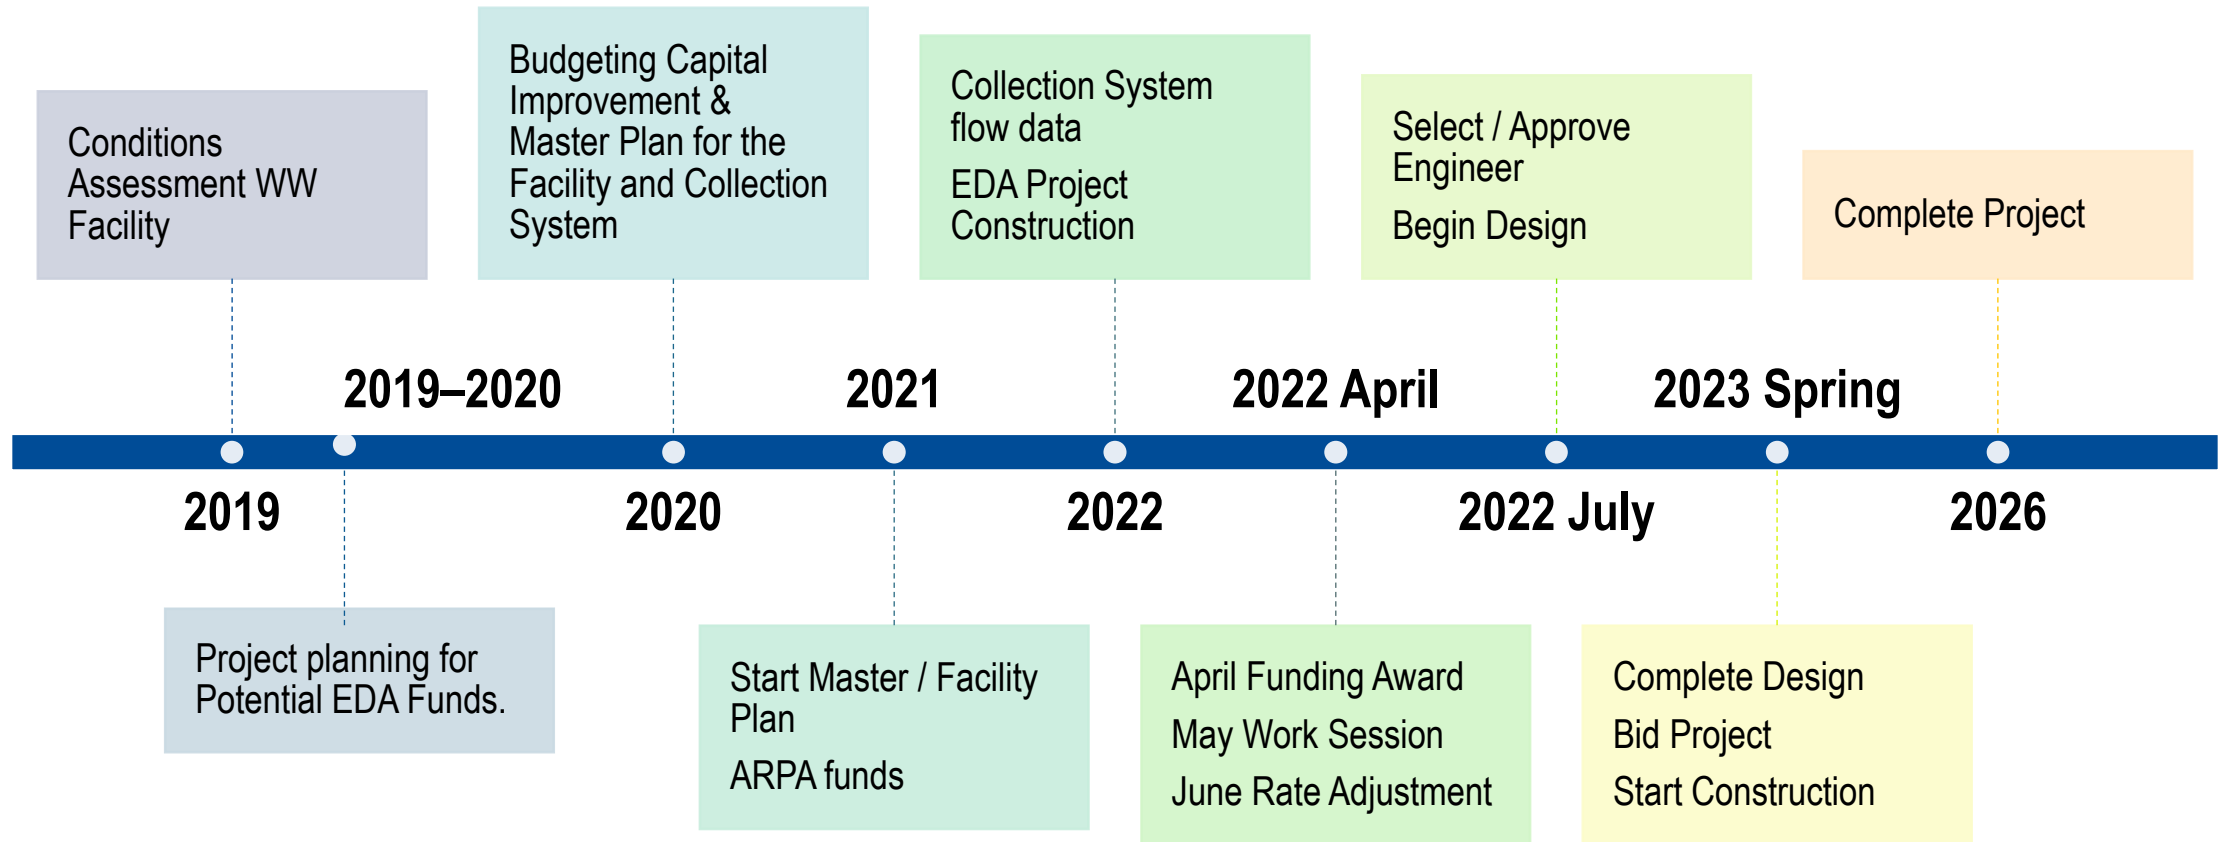 Conditions
Assessment WW
Facility
Budgeting Capital
Improvement &
Master Plan for the
Facility and Collection
System
Collection System
flow data
EDA Project
Construction
Select / Approve
Engineer
Begin Design
Complete Project
2019–2020
2021
2022 April
2023 Spring
2019
2020
2022
2022 July
2026
Project planning for
Potential EDA Funds.
Start Master / Facility
Plan
ARPA funds
April Funding Award
May Work Session
June Rate Adjustment
Complete Design
Bid Project
Start Construction